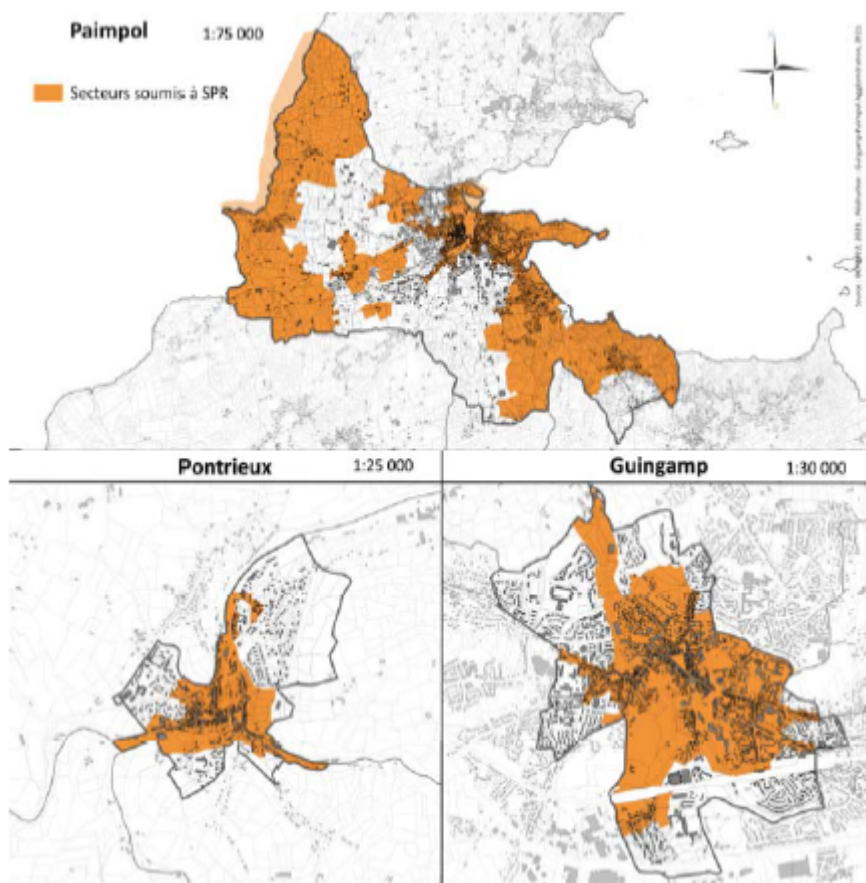 Paimpol 1:75 000
Secteurs soumis à SPR
Pontrieux 1:25 000
Guingamp 1:30 000